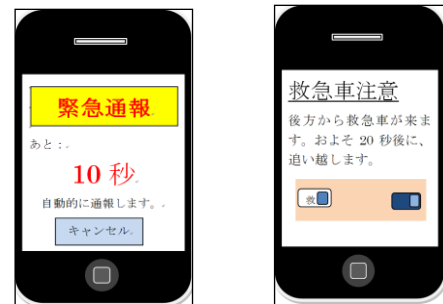 緊急通報
あと：
10 秒
自動的に通報します。
キャンセル
救急車注意
後方から救急車が来ま
す。およそ 20 秒後に、
追い越します。
救